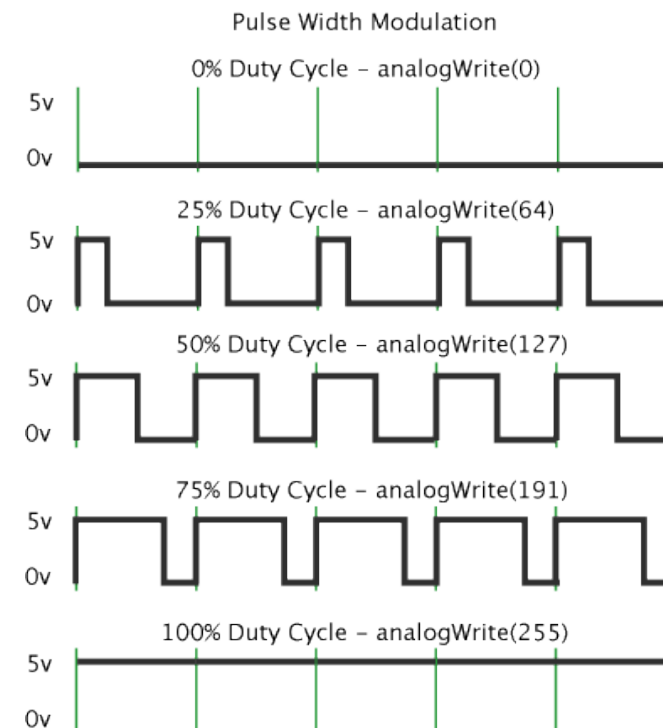 Pulse Width Modulation
0% Duty Cycle – analogWrite(0)
5v
0v
25% Duty Cycle – analogWrite(64)
5v
0v
50% Duty Cycle – analogWrite(127)
5v
0v
75% Duty Cycle – analogWrite(191)
5v
0v
100% Duty Cycle – analogWrite(255)
5v
0v